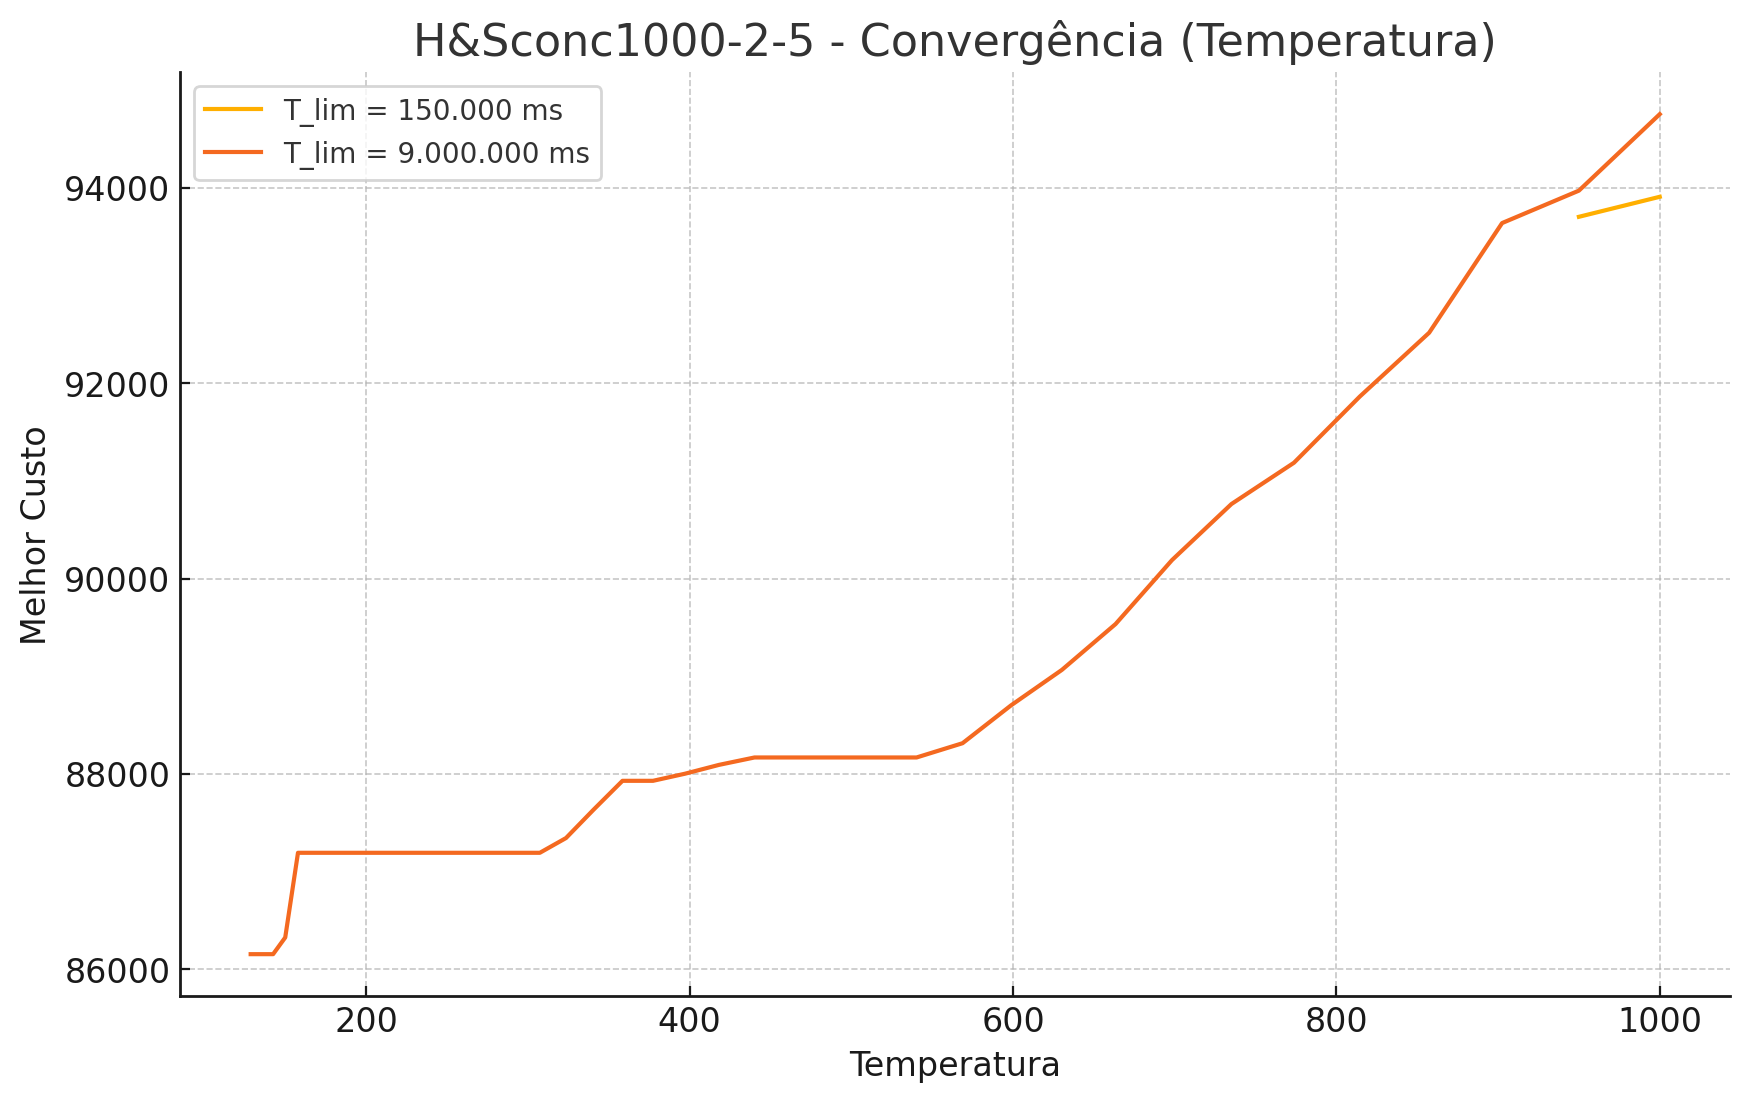 H&Sconc1000-2-5 - Convergência (Temperatura)
T_lim = 150.000 ms
T_lim = 9.000.000 ms
Melhor Custo
94000
92000
90000
88000
86000
200
400
600
800
1000
Temperatura